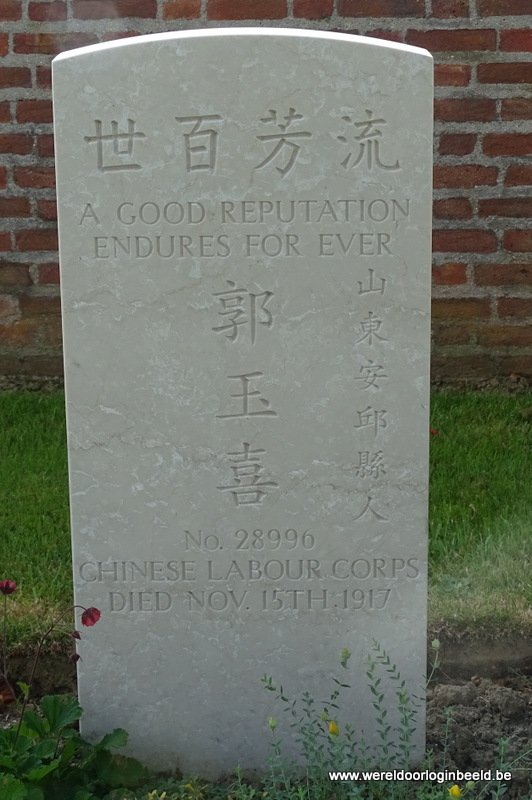 世百芳流
A GOOD REPUTATION
ENDURES FOR EVER
山東安邱縣人
郭玉喜
No. 28996
CHINESE LABOUR CORPS
DIED NOV. 15TH. 1917
www.wereldoorloginbeeld.be